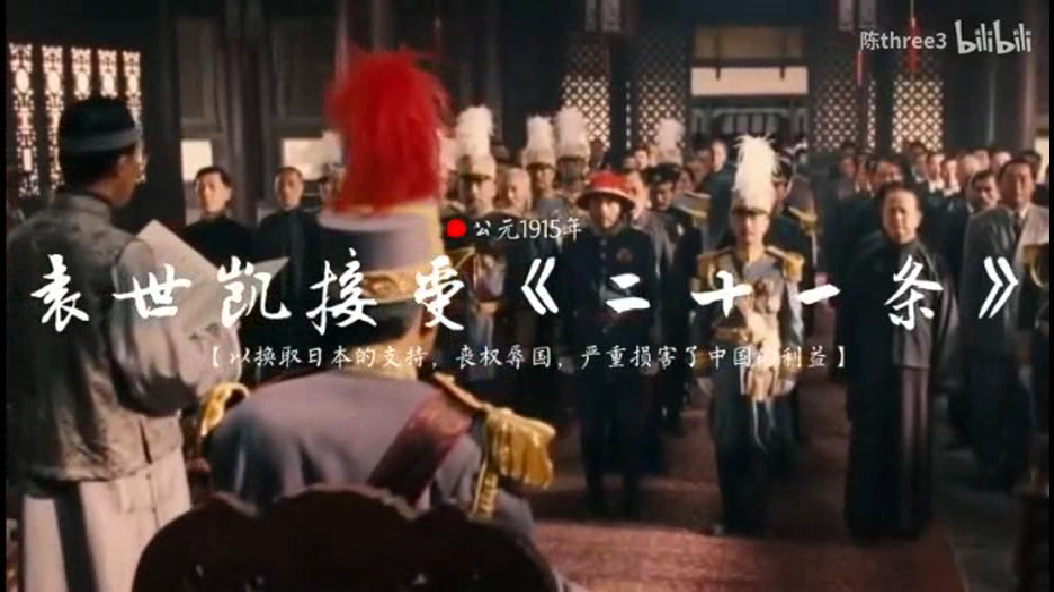 陈three3 bilibili
公元1915年
袁世凯接受《二十一条》
【以换取日本的支持，丧权辱国，严重损害了中国的利益】